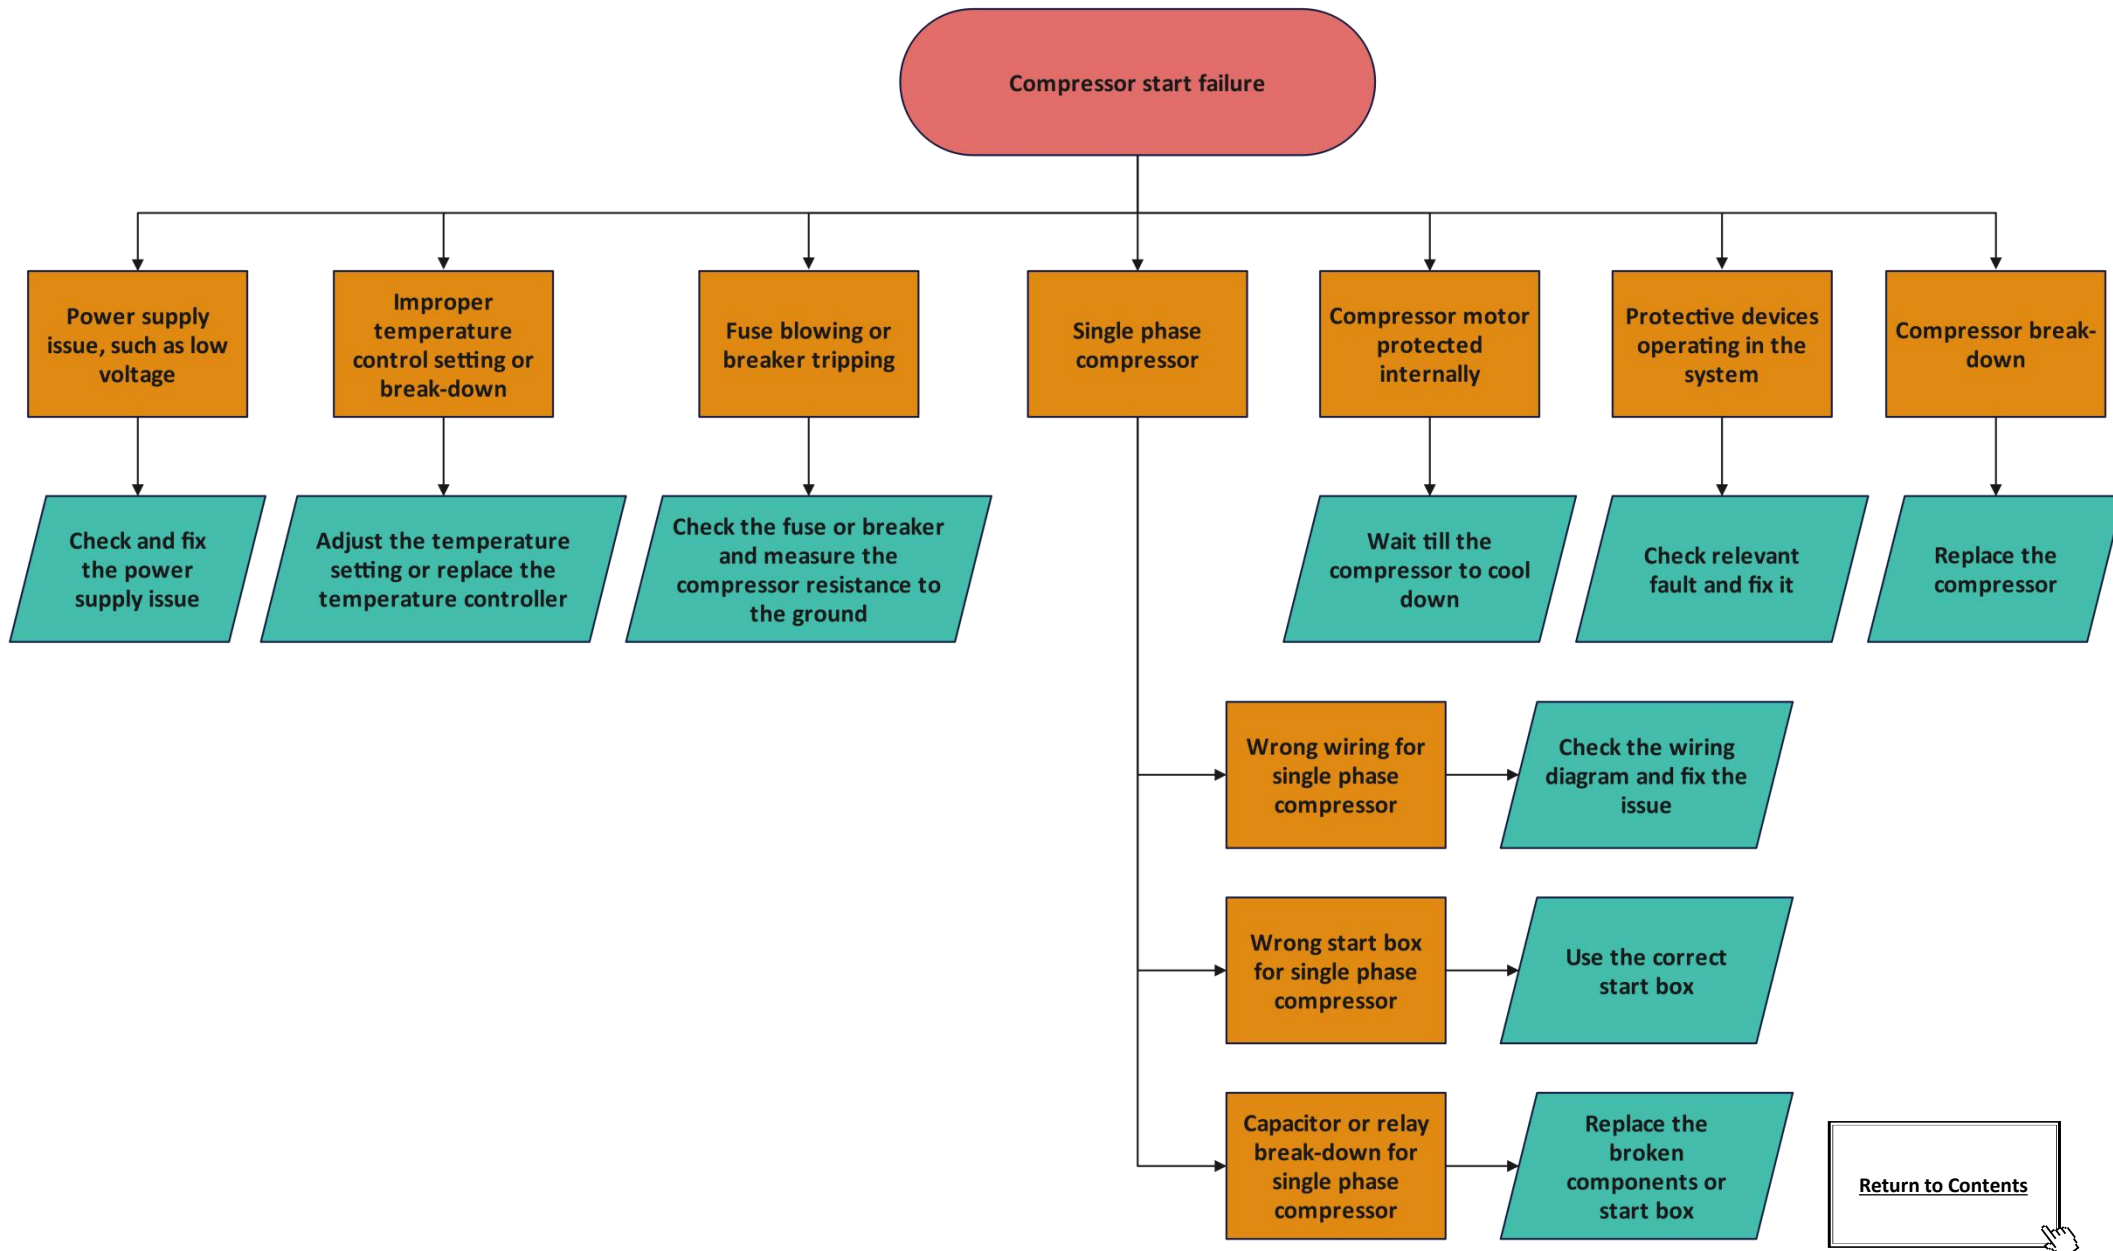 Compressor start failure
Power supply
issue, such as low
voltage
Improper
temperature
control setting or
break-down
Fuse blowing or
breaker tripping
Single phase
compressor
Compressor motor
protected
internally
Protective devices
operating in the
system
Compressor break-
down
Check and fix
the power
supply issue
Adjust the temperature
setting or replace the
temperature controller
Check the fuse or breaker
and measure the
compressor resistance to
the ground
Wait till the
compressor to cool
down
Check relevant
fault and fix it
Replace the
compressor
Wrong wiring for
single phase
compressor
Check the wiring
diagram and fix the
issue
Wrong start box
for single phase
compressor
Use the correct
start box
Capacitor or relay
break-down for
single phase
compressor
Replace the
broken
components or
start box
Return to Contents